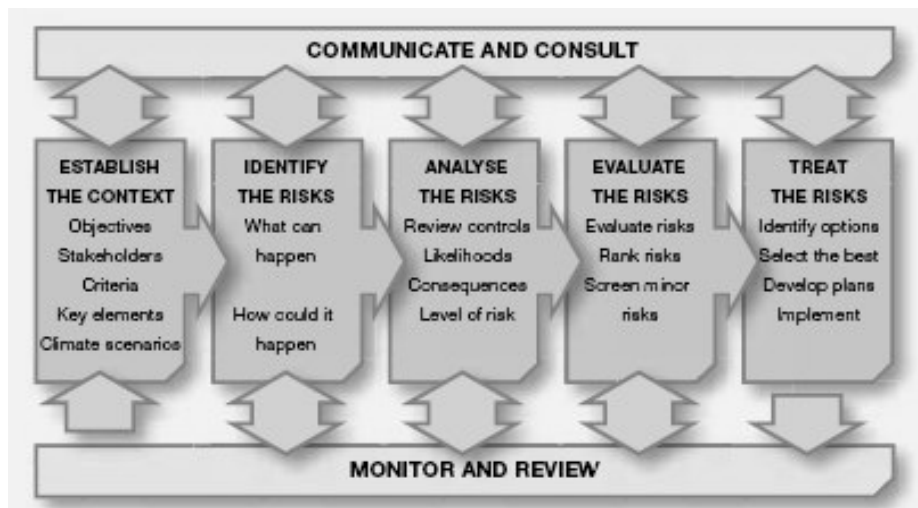 COMMUNICATE AND CONSULT
ESTABLISH
THE CONTEXT
Objectives
Stakeholders
Criteria
Key elements
Climate scenarios
IDENTIFY
THE RISKS
What can
happen
How could it
happen
ANALYSE
THE RISKS
Review controls
Likelihoods
Consequences
Level of risk
EVALUATE
THE RISKS
Evaluate risks
Rank risks
Screen minor
risks
TREAT
THE RISKS
Identify options
Select the best
Develop plans
Implement
MONITOR AND REVIEW